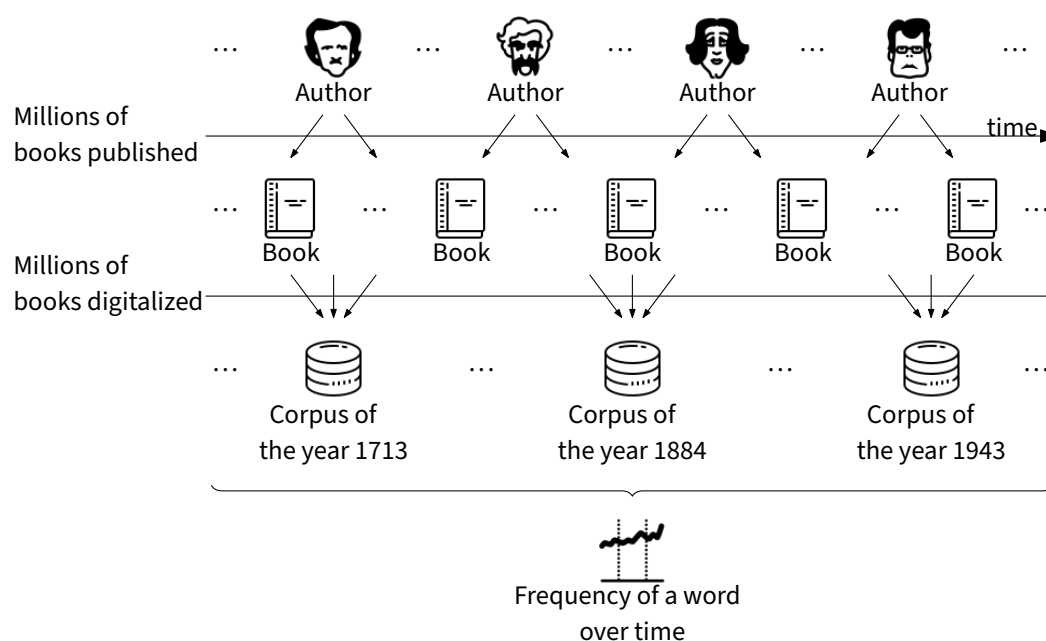 … … … … …
Author Author Author Author
Millions of
books published
time
… … … … … …
Book Book Book Book Book
Millions of
books digitalized
… … … …
Corpus of
the year 1713
Corpus of
the year 1884
Corpus of
the year 1943
Frequency of a word
over time